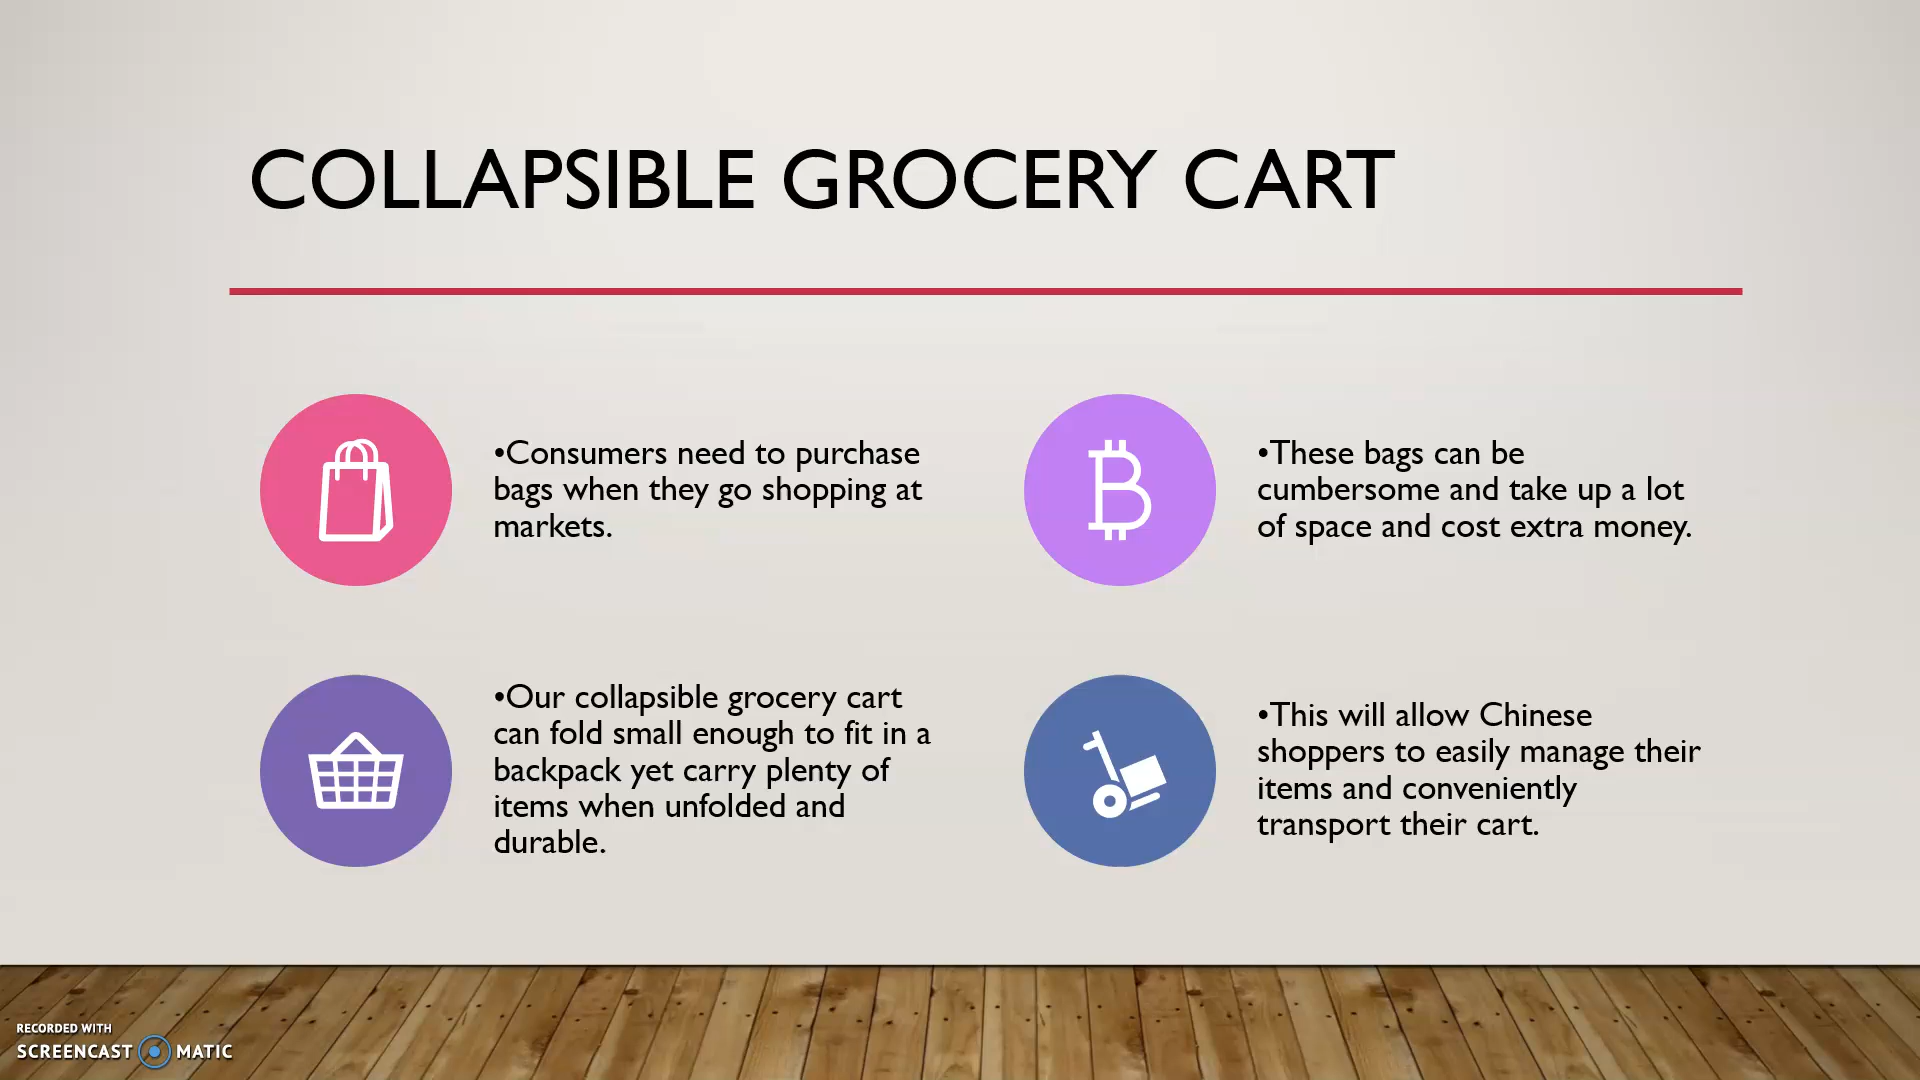 COLLAPSIBLE GROCERY CART
•Consumers need to purchase
bags when they go shopping at
markets.
•These bags can be
cumbersome and take up a lot
of space and cost extra money.
•Our collapsible grocery cart
can fold small enough to fit in a
backpack yet carry plenty of
items when unfolded and
durable.
•This will allow Chinese
shoppers to easily manage their
items and conveniently
transport their cart.
RECORDED WITH
SCREENCAST MATIC